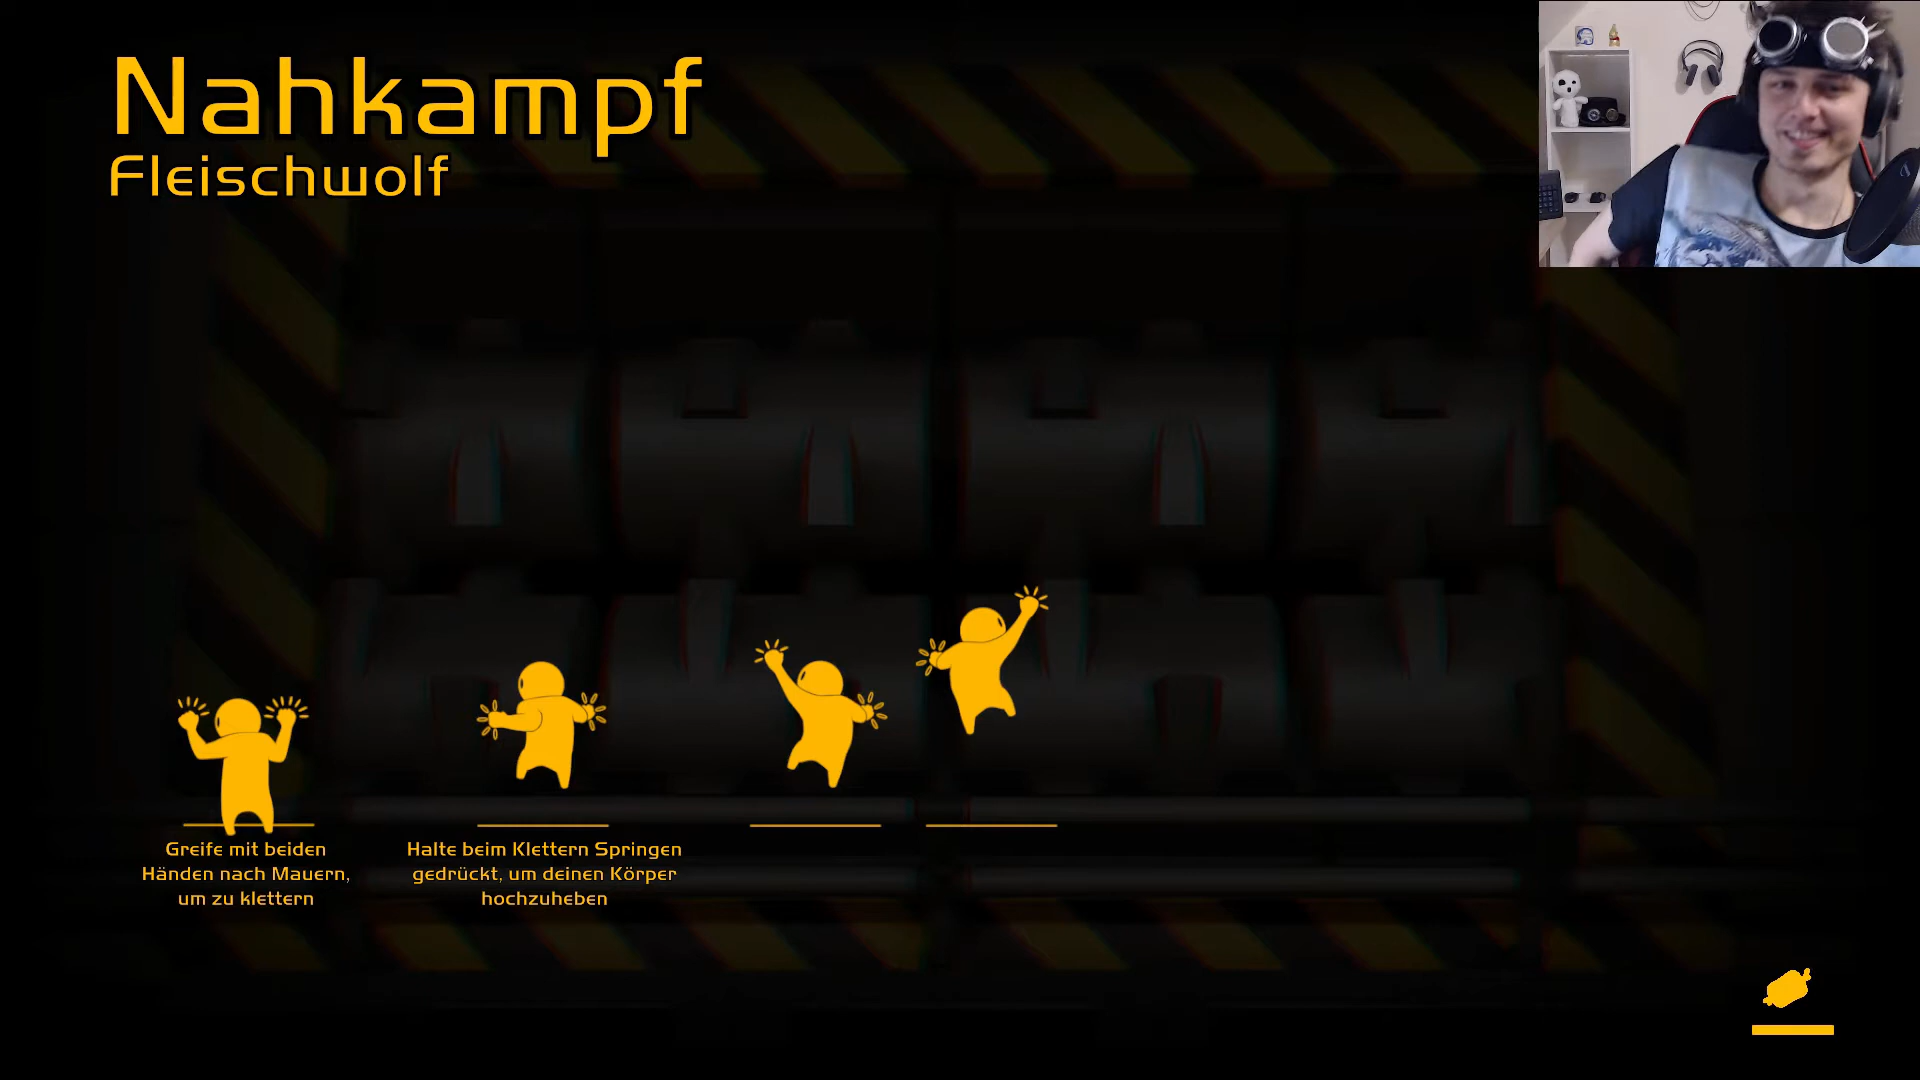 Nahkampf
Fleischwolf
Greife mit beiden
Händen nach Mauern,
um zu klettern
Halte beim Klettern Springen
gedrückt, um deinen Körper
hochzuheben